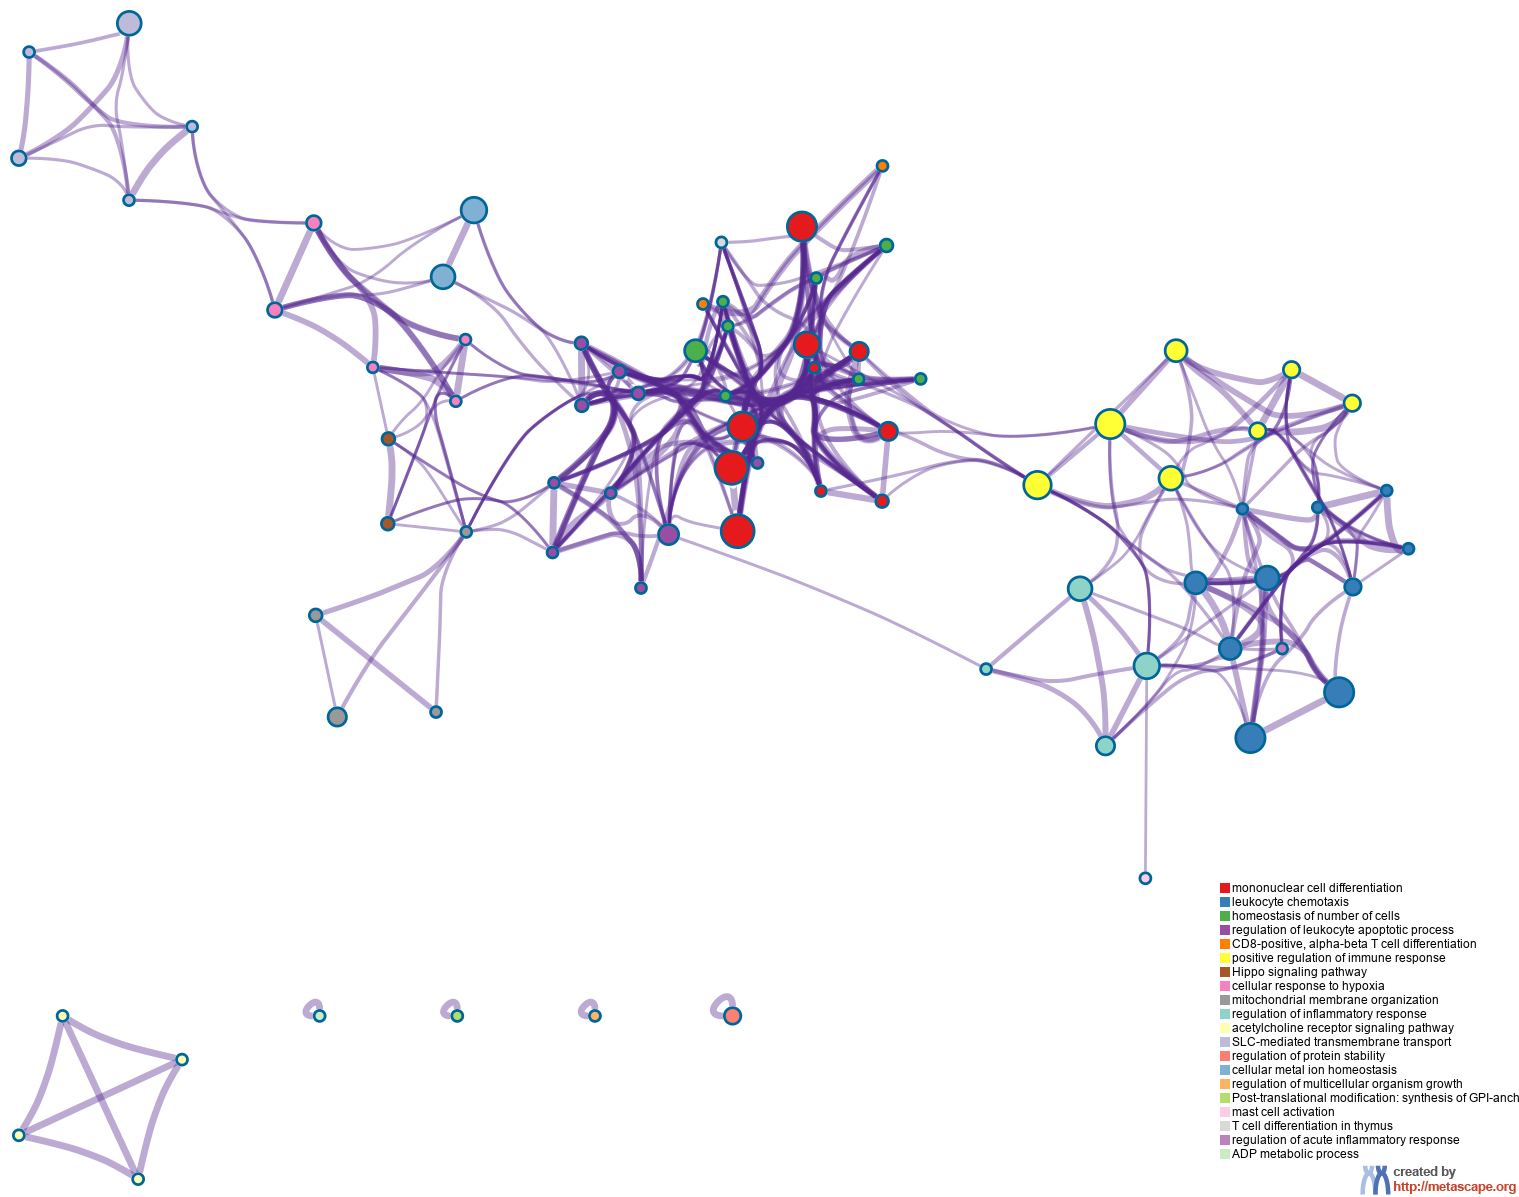 mononuclear cell differentiation
leukocyte chemotaxis
homeostasis of number of cells
regulation of leukocyte apoptotic process
CD8-positive, alpha-beta T cell differentiation
positive regulation of immune response
Hippo signaling pathway
cellular response to hypoxia
mitochondrial membrane organization
regulation of inflammatory response
acetylcholine receptor signaling pathway
SLC-mediated transmembrane transport
regulation of protein stability
cellular metal ion homeostasis
regulation of multicellular organism growth
Post-translational modification: synthesis of GPI-anch
mast cell activation
T cell differentiation in thymus
regulation of acute inflammatory response
ADP metabolic process
created by
http://metascape.org